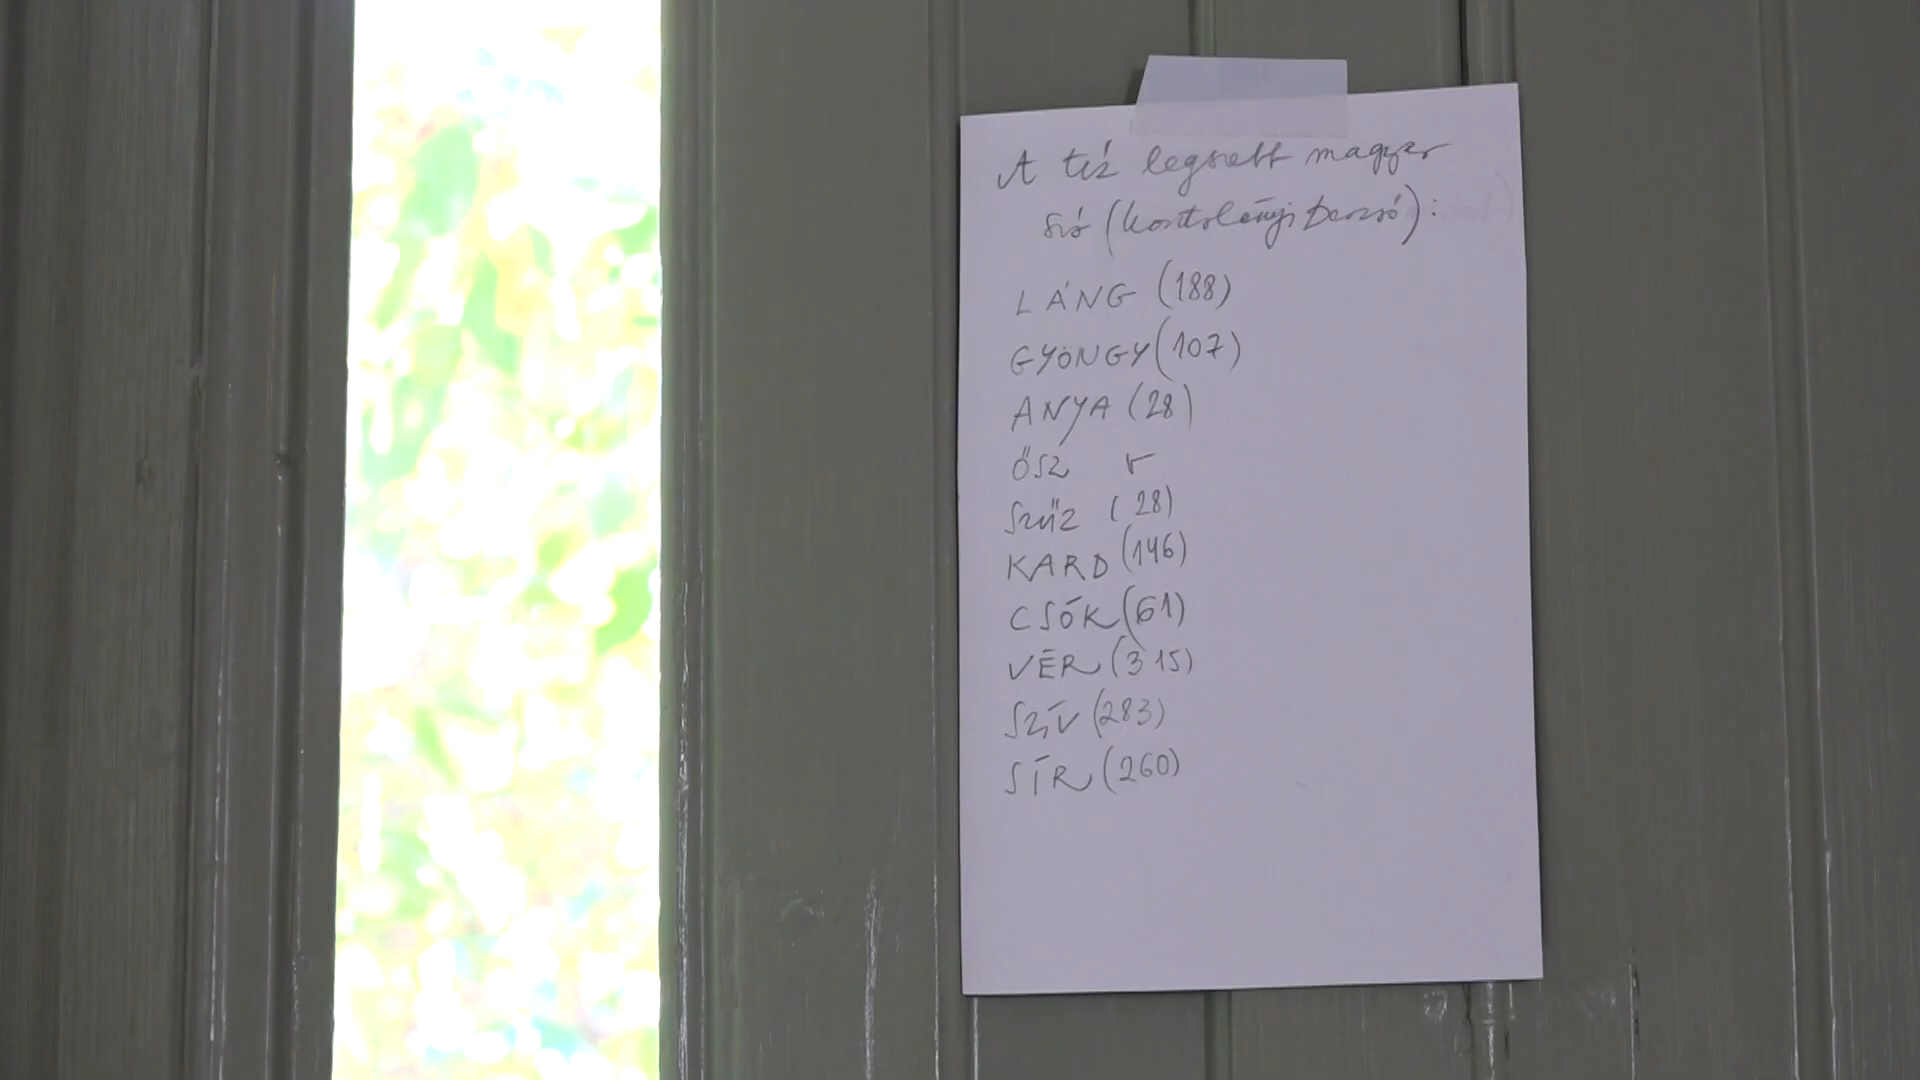 A tíz legszebb magyar
szó (Kosztolányi Dezső):
LÁNG (188)
GYÖNGY (107)
ANYA (28)
ŐSZ r
SZŰZ (28)
KARD (146)
CSÓK (61)
VÉR (315)
SZÍV (283)
SÍR (260)